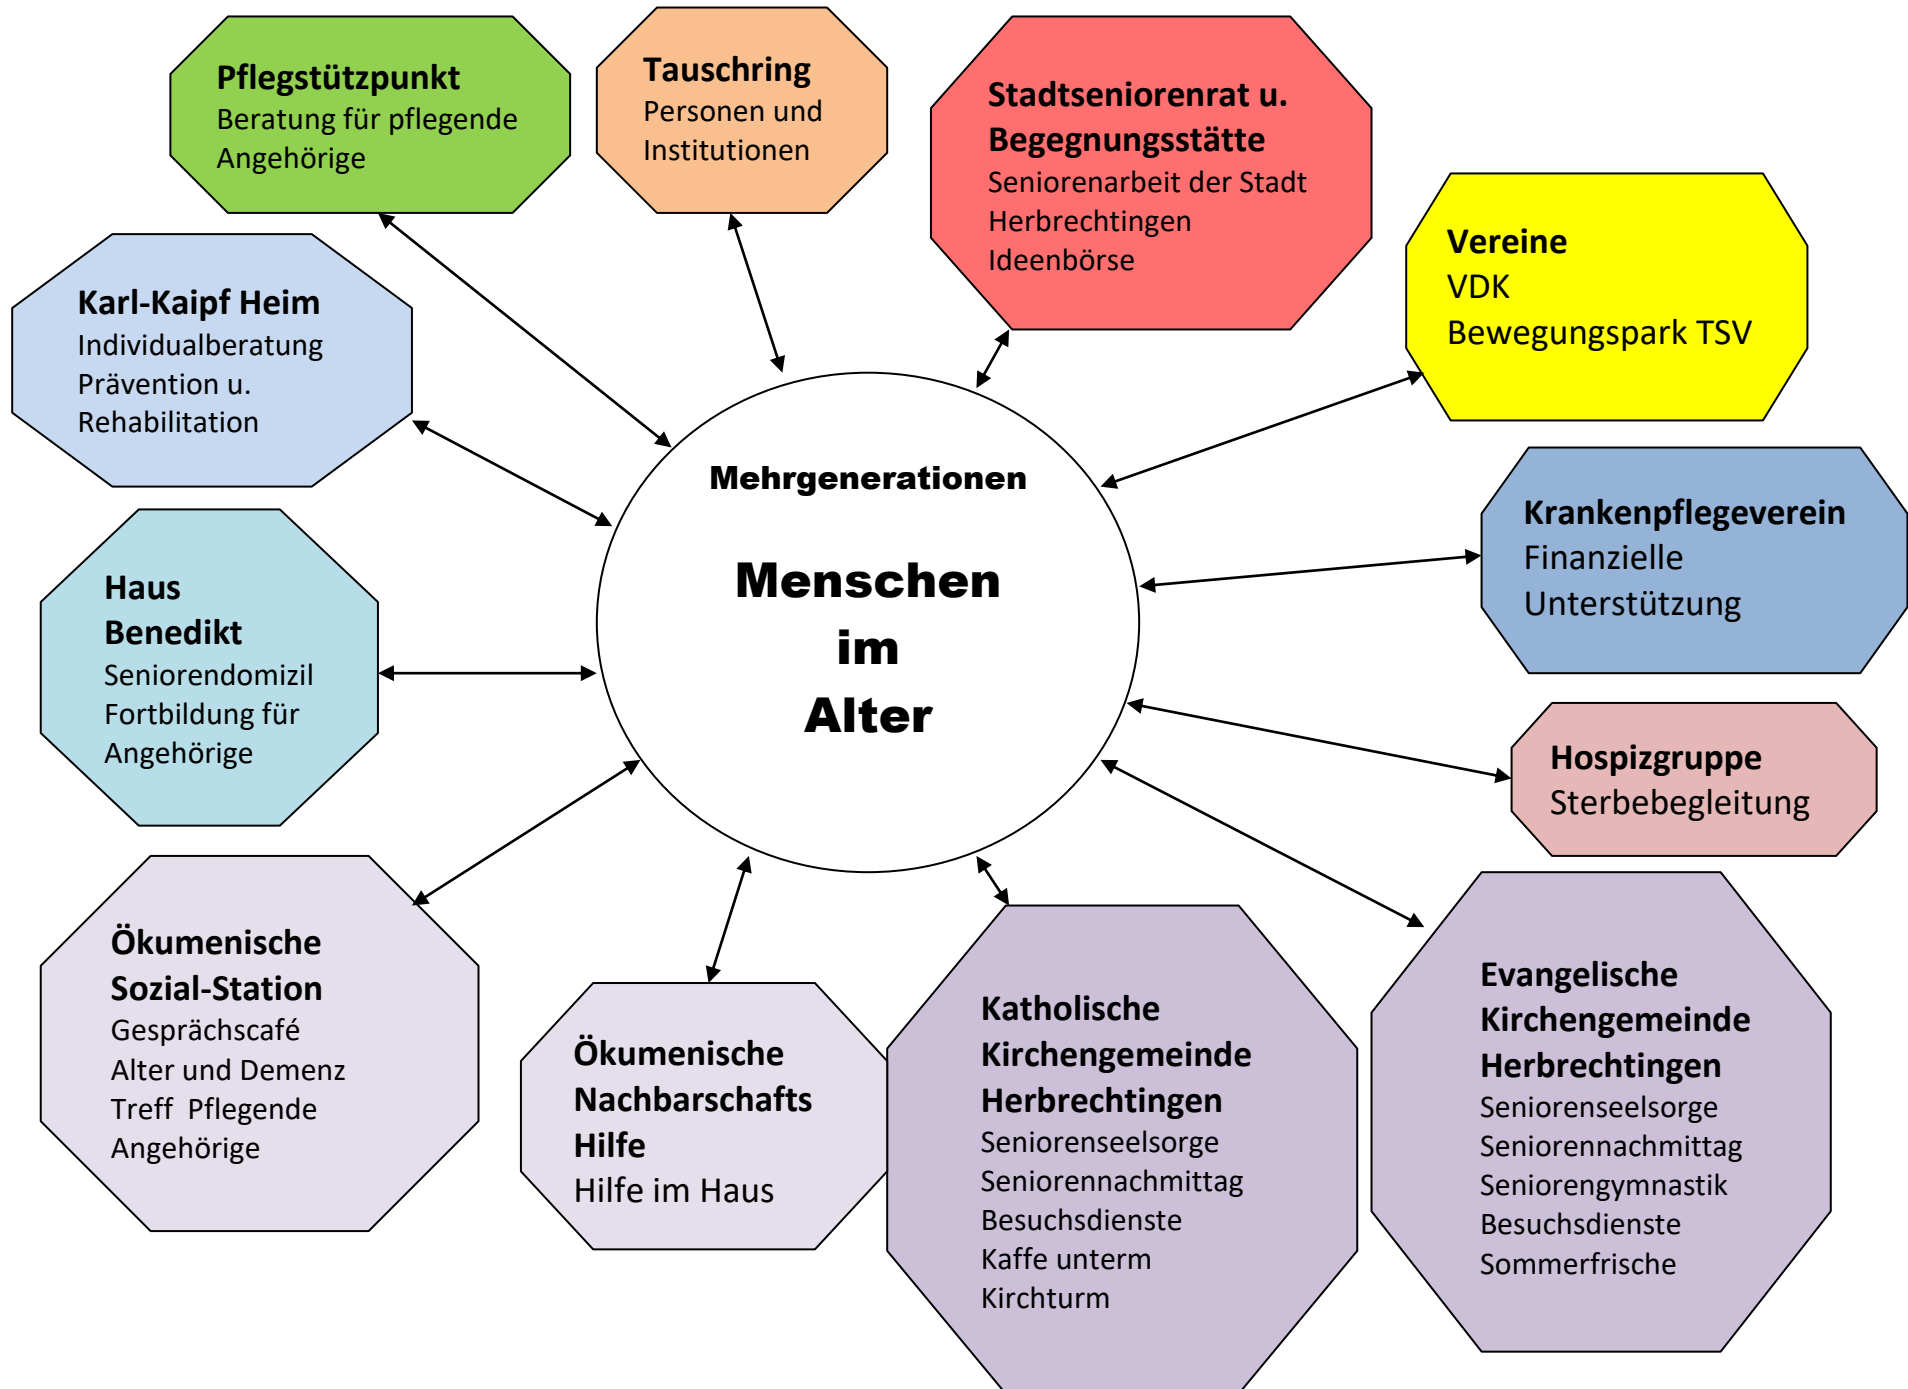 Pflegstützpunkt
Beratung für pflegende
Angehörige
Tauschring
Personen und
Institutionen
Stadtseniorenrat u.
Begegnungsstätte
Seniorenarbeit der Stadt
Herbrechtingen
Ideenbörse
Vereine
VDK
Bewegungspark TSV
Karl-Kaipf Heim
Individualberatung
Prävention u.
Rehabilitation
Mehrgenerationen
Menschen
im
Alter
Krankenpflegeverein
Finanzielle
Unterstützung
Haus
Benedikt
Seniorendomizil
Fortbildung für
Angehörige
Hospizgruppe
Sterbebegleitung
Ökumenische
Sozial-Station
Gesprächscafé
Alter und Demenz
Treff  Pflegende
Angehörige
Ökumenische
Nachbarschafts
Hilfe
Hilfe im Haus
Katholische
Kirchengemeinde
Herbrechtingen
Seniorenseelsorge
Seniorennachmittag
Besuchsdienste
Kaffe unterm
Kirchturm
Evangelische
Kirchengemeinde
Herbrechtingen
Seniorenseelsorge
Seniorennachmittag
Seniorengymnastik
Besuchsdienste
Sommerfrische